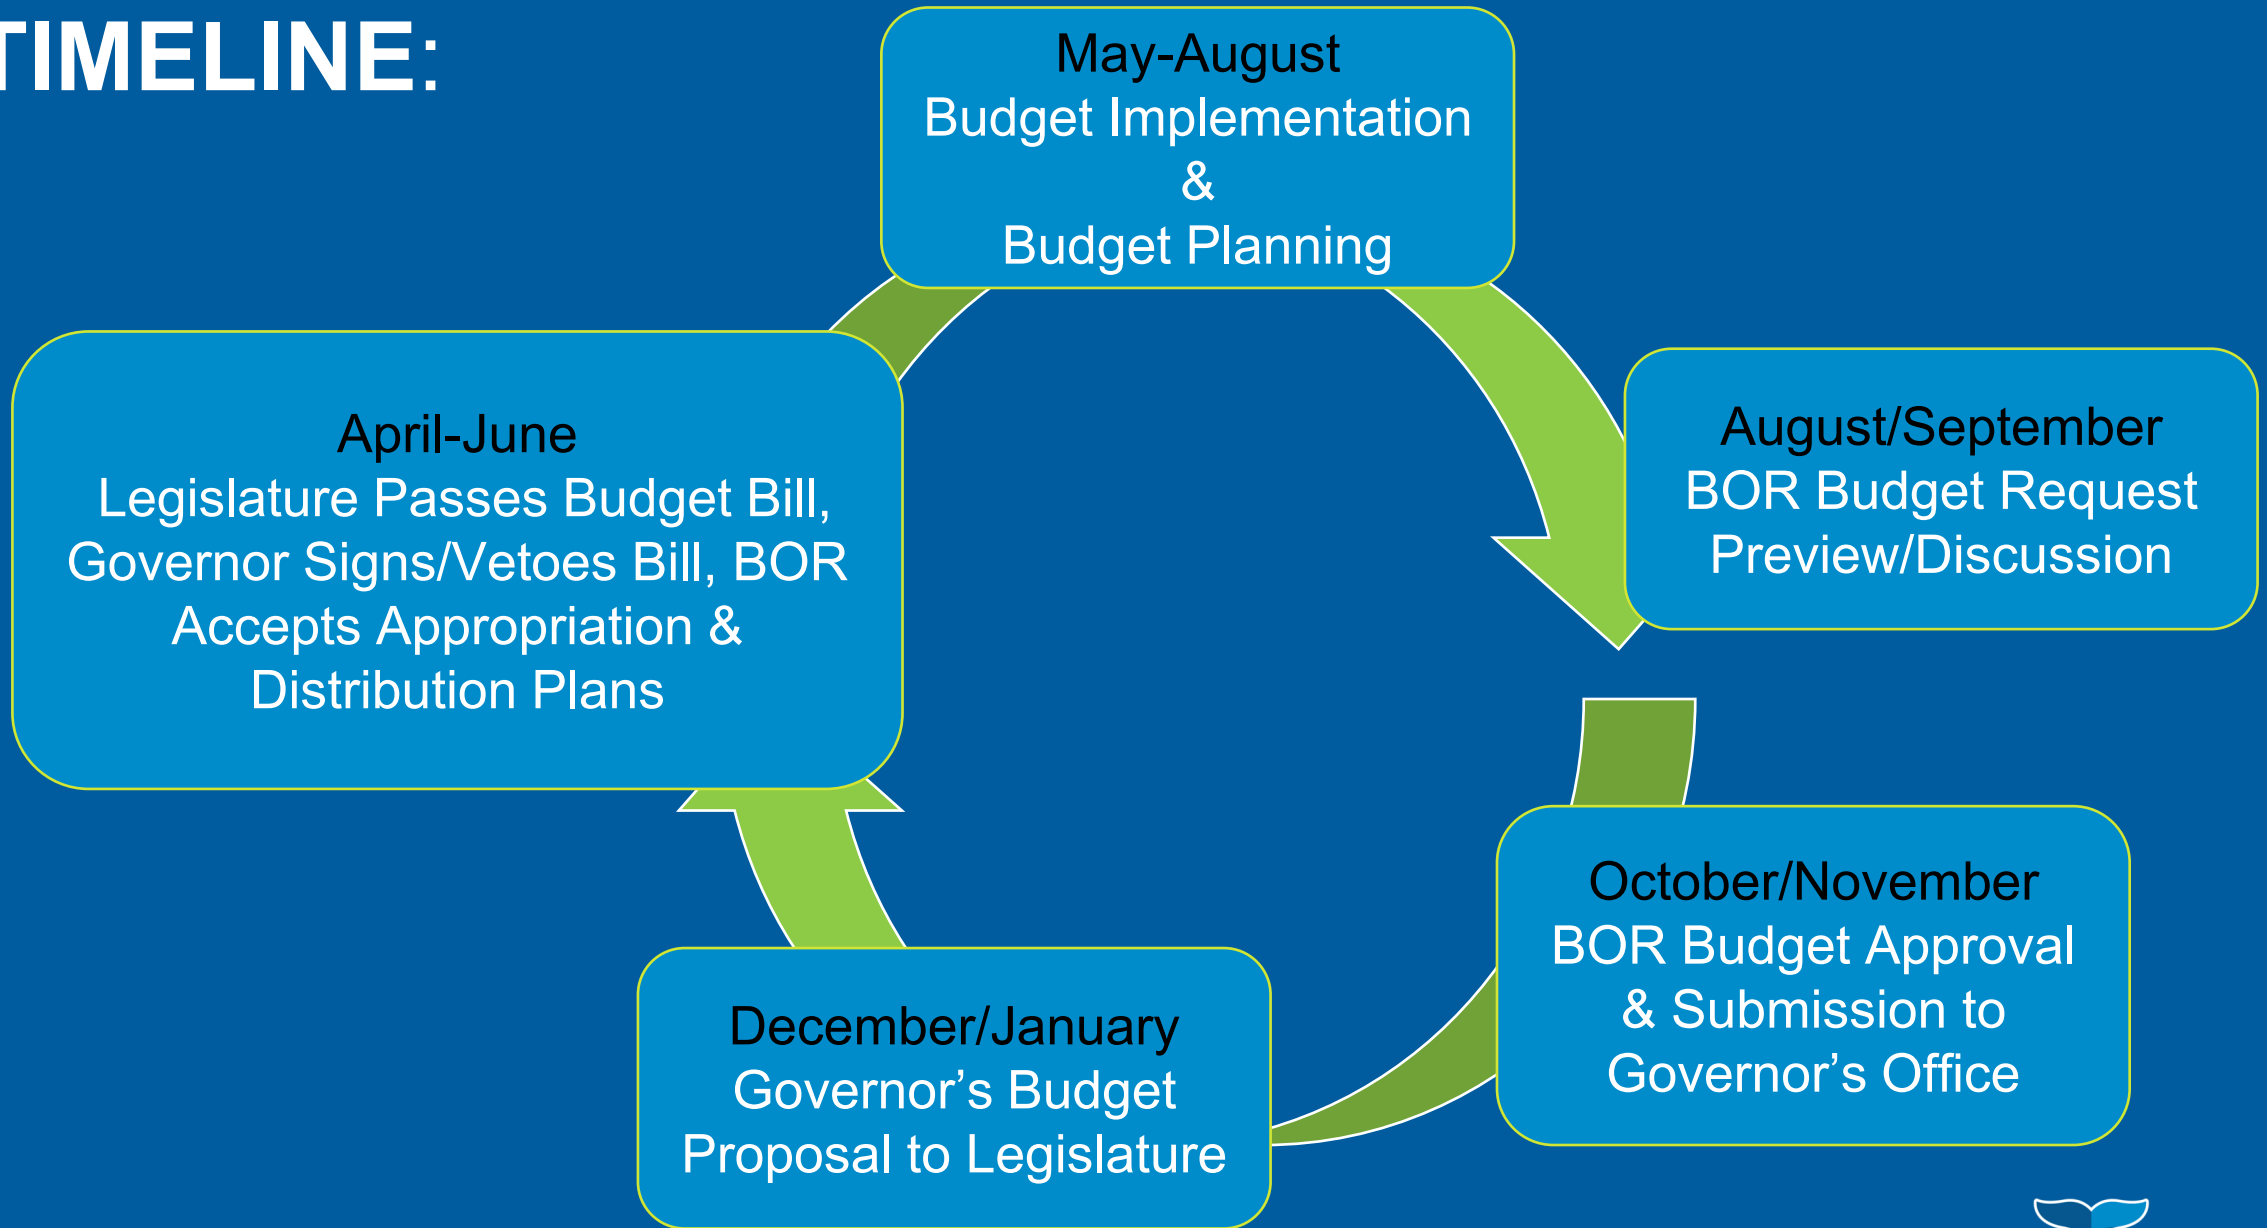 TIMELINE:
May-August
Budget Implementation
&
Budget Planning
August/September
BOR Budget Request
Preview/Discussion
October/November
BOR Budget Approval
& Submission to
Governor’s Office
December/January
Governor’s Budget
Proposal to Legislature
April-June
Legislature Passes Budget Bill,
Governor Signs/Vetoes Bill, BOR
Accepts Appropriation &
Distribution Plans